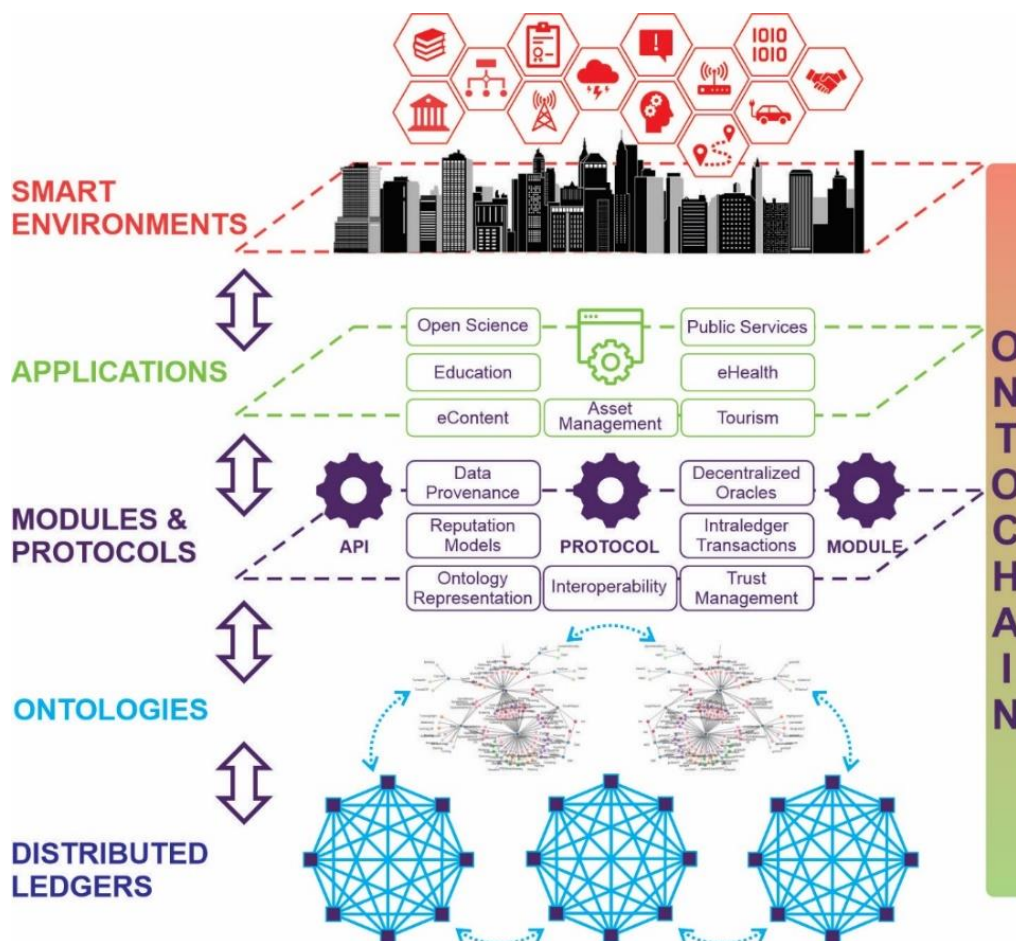 1010
1010
SMART
ENVIRONMENTS
APPLICATIONS
Open Science
Public Services
Education
eHealth
eContent
Asset
Management
Tourism
MODULES &
PROTOCOLS
Data
Provenance
Decentralized
Oracles
Reputation
Models
Intraledger
Transactions
API
PROTOCOL
MODULE
Ontology
Representation
Interoperability
Trust
Management
ONTOLOGIES
DISTRIBUTED
LEDGERS
ONTOCHAIN